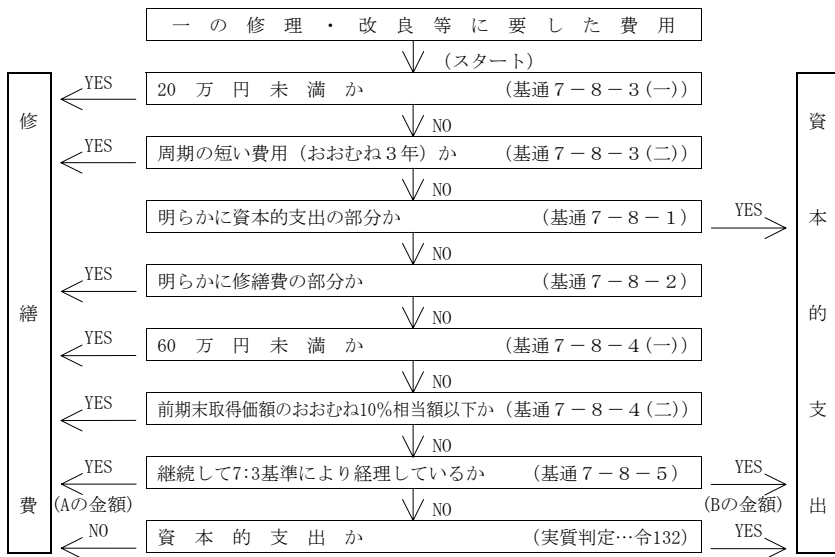 一の修理・改良等に要した費用
(スタート)
YES
20万円未満か (基通7-8-3(一))
NO
YES
周期の短い費用(おおむね3年)か (基通7-8-3(二))
NO
明らかに資本的支出の部分か (基通7-8-1)
YES
NO
YES
明らかに修繕費の部分か (基通7-8-2)
NO
YES
60万円未満か (基通7-8-4(一))
NO
YES
前期末取得価額のおおむね10%相当額以下か (基通7-8-4(二))
NO
YES
(Aの金額)
継続して7:3基準により経理しているか (基通7-8-5)
YES
(Bの金額)
NO
NO
資本的支出か (実質判定…令132)
YES
修繕費
資本的支出